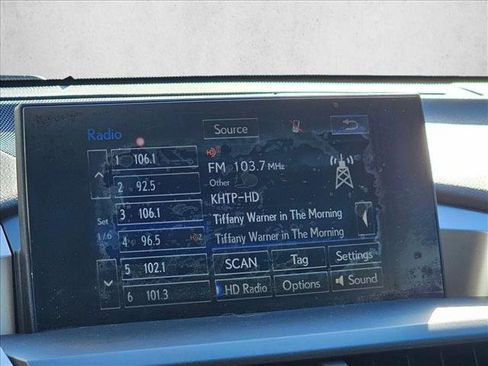 Radio
Source
1 106.1
2 92.5
3 106.1
4 96.5 HD2
5 102.1
6 101.3
Set
1/6
FM 103.7 MHz
Other
KHTP-HD
Tiffany Warner in The Morning
Tiffany Warner in The Morning
SCAN Tag Settings
HD Radio Options Sound